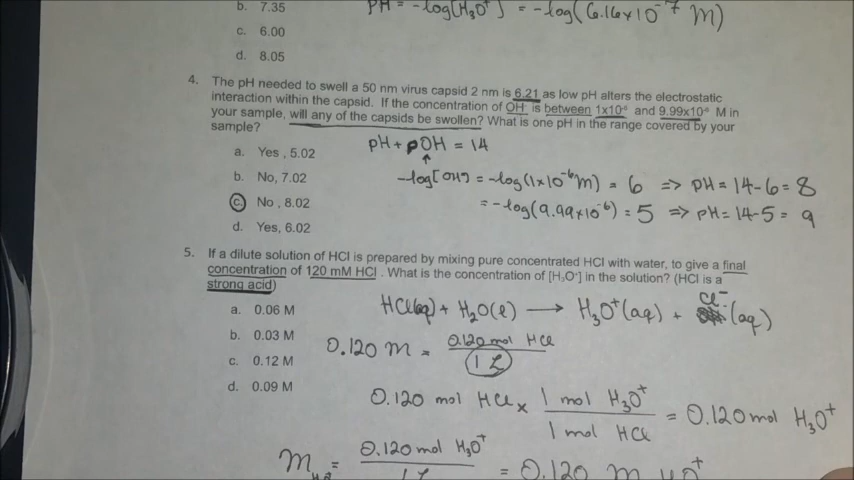 b. 7.35
pH = -log[H3O+] = -log(6.16x10⁻⁷ M)
c. 6.00
d. 8.05
4. The pH needed to swell a 50 nm virus capsid 2 nm is 6.21 as low pH alters the electrostatic
interaction within the capsid. If the concentration of OH- is between 1x10⁻⁶ and 9.99x10⁻⁶ M in
your sample, will any of the capsids be swollen? What is one pH in the range covered by your
sample?
pH + pOH = 14
a. Yes , 5.02
b. No, 7.02
-log[OH] = -log(1x10⁻⁶M) = 6 => pH = 14-6 = 8
c. No , 8.02
= -log(9.99x10⁻⁶) = 5 => pH = 14-5 = 9
d. Yes, 6.02
5. If a dilute solution of HCl is prepared by mixing pure concentrated HCl with water, to give a final
concentration of 120 mM HCl . What is the concentration of [H3O+] in the solution? (HCl is a
strong acid)
a. 0.06 M
HCl(aq) + H2O(l) → H3O+(aq) + Cl-(aq)
b. 0.03 M
0.120 M = 0.120 mol HCl
1 L
c. 0.12 M
d. 0.09 M
0.120 mol HCl x 1 mol H3O+ = 0.120 mol H3O+
1 mol HCl
0.120 mol H3O+
M = 1 L = 0.120 M